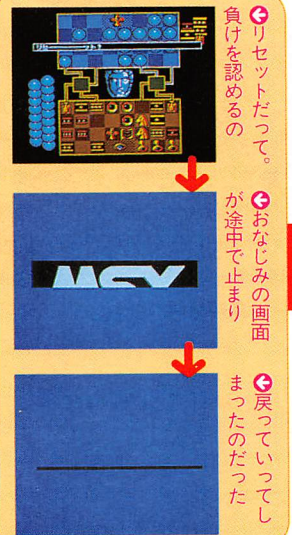 リセットだって。
負けを認めるの
おなじみの画面
が途中で止まり
MSX
戻っていってし
まったのだった